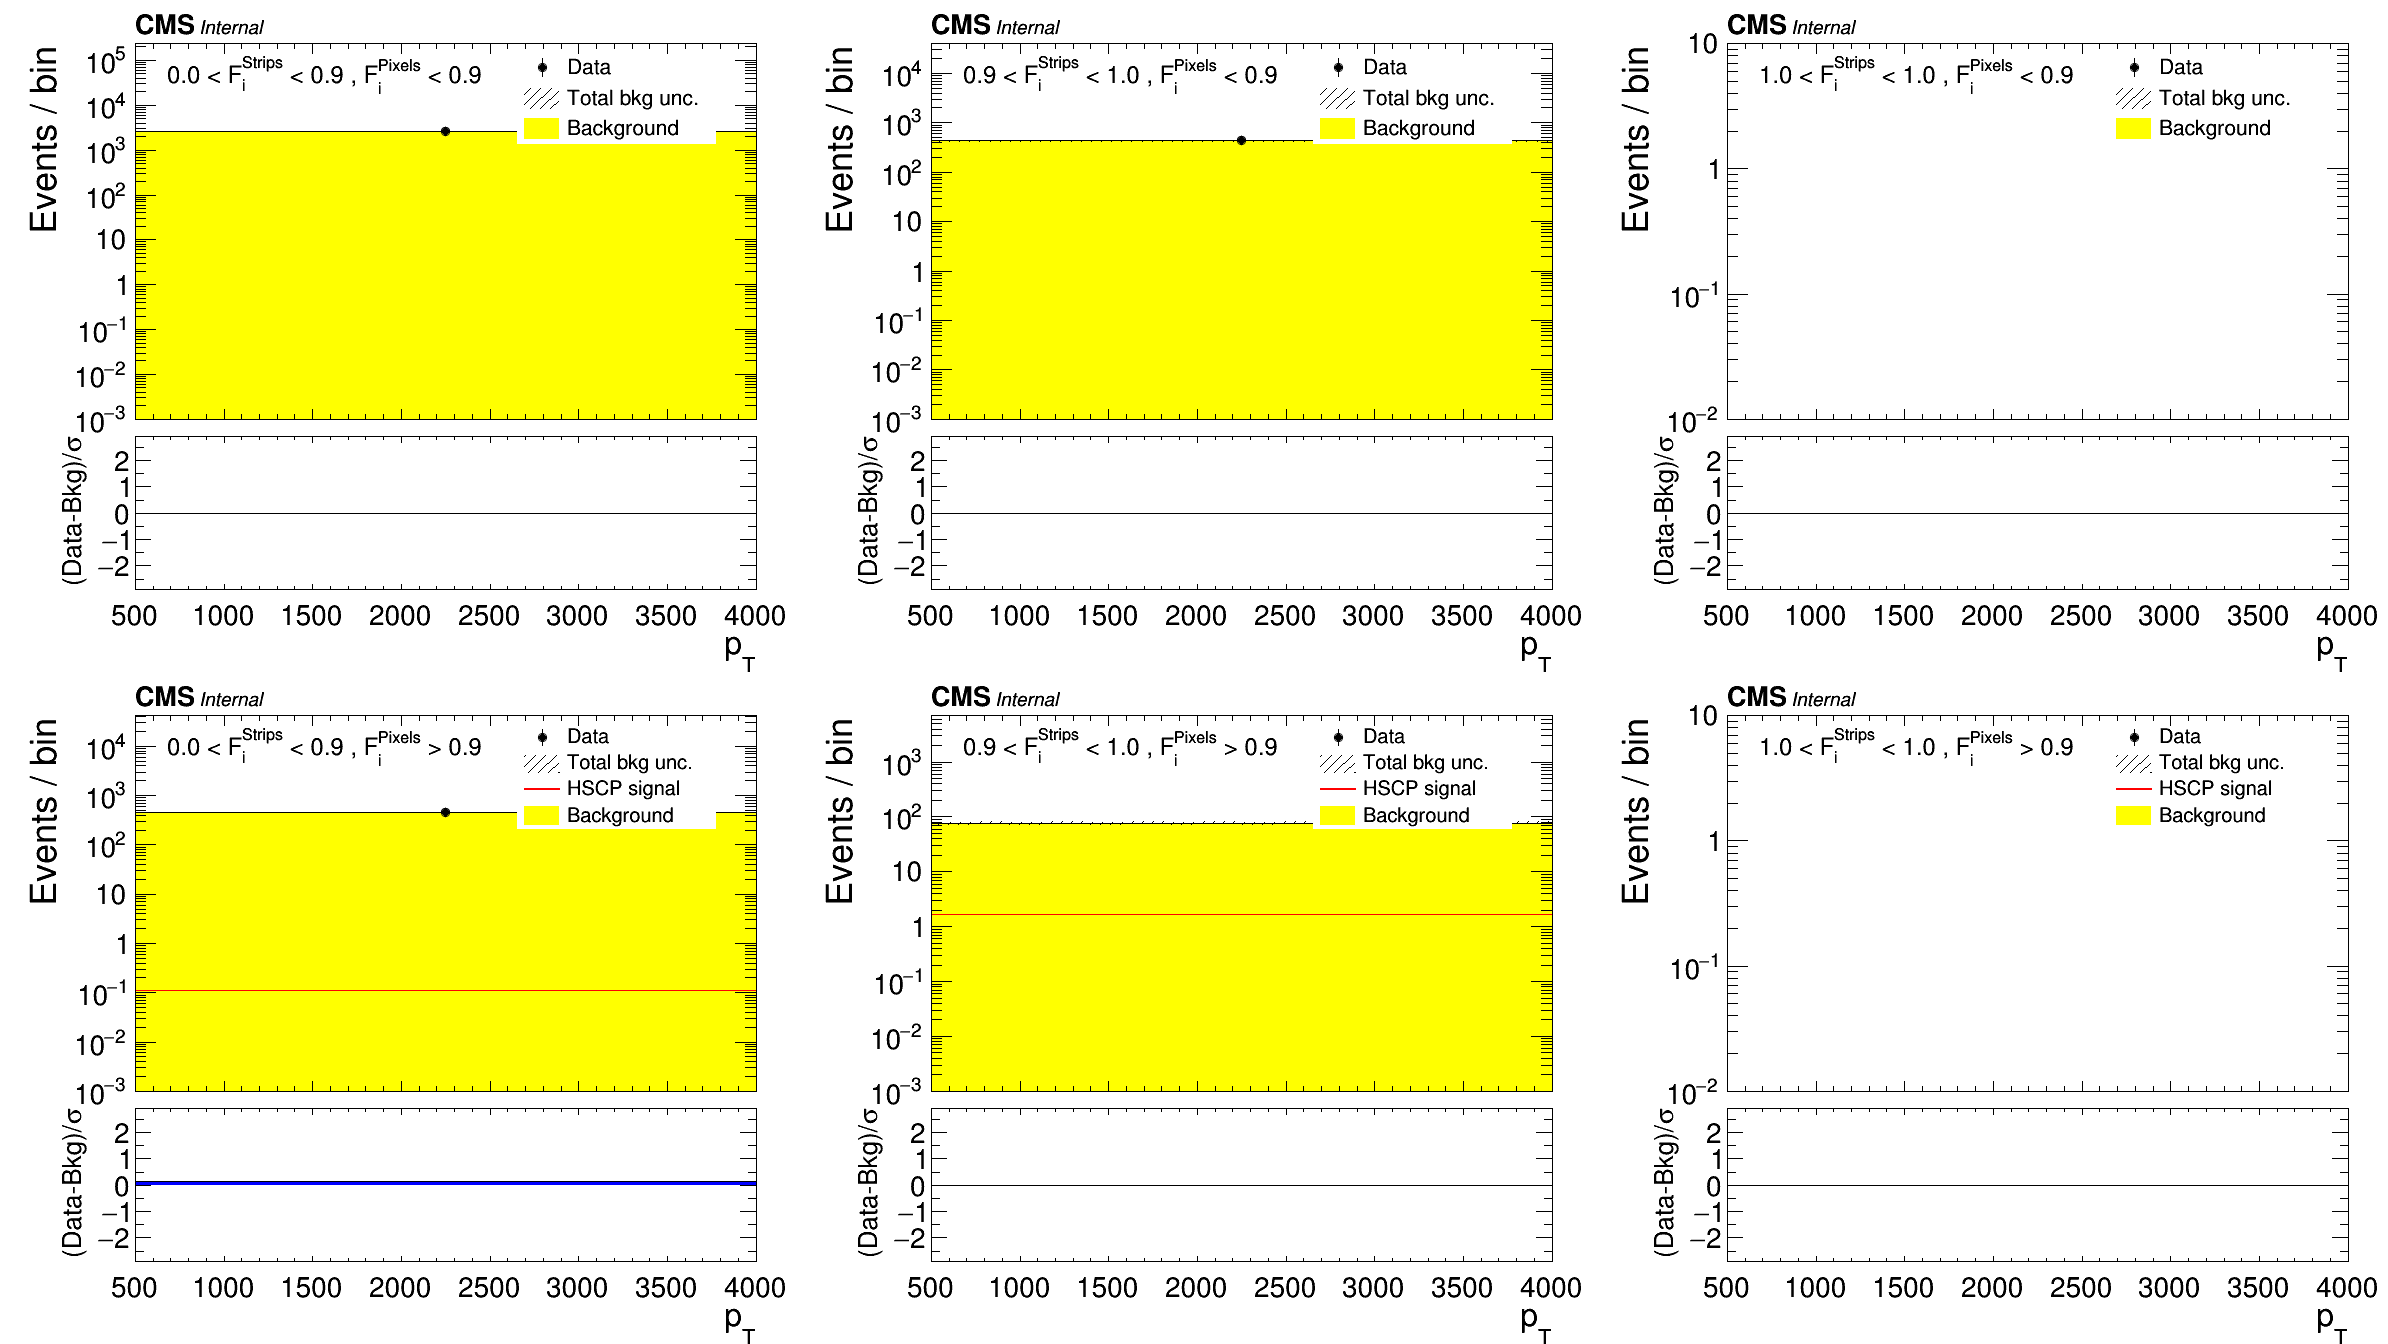 CMS Internal
Events / bin
10^5
10^4
10^3
10^2
10
1
10^−1
10^−2
10^−3
0.0 < F_i^Strips < 0.9 , F_i^Pixels < 0.9
Data
Total bkg unc.
Background
(Data-Bkg)/σ
2
1
0
−1
−2
500 1000 1500 2000 2500 3000 3500 4000
p_T
CMS Internal
Events / bin
10^4
10^3
10^2
10
1
10^−1
10^−2
10^−3
0.9 < F_i^Strips < 1.0 , F_i^Pixels < 0.9
Data
Total bkg unc.
Background
(Data-Bkg)/σ
2
1
0
−1
−2
500 1000 1500 2000 2500 3000 3500 4000
p_T
CMS Internal
Events / bin
10
1
10^−1
10^−2
1.0 < F_i^Strips < 1.0 , F_i^Pixels < 0.9
Data
Total bkg unc.
Background
(Data-Bkg)/σ
2
1
0
−1
−2
500 1000 1500 2000 2500 3000 3500 4000
p_T
CMS Internal
Events / bin
10^4
10^3
10^2
10
1
10^−1
10^−2
10^−3
0.0 < F_i^Strips < 0.9 , F_i^Pixels > 0.9
Data
Total bkg unc.
HSCP signal
Background
(Data-Bkg)/σ
2
1
0
−1
−2
500 1000 1500 2000 2500 3000 3500 4000
p_T
CMS Internal
Events / bin
10^3
10^2
10
1
10^−1
10^−2
10^−3
0.9 < F_i^Strips < 1.0 , F_i^Pixels > 0.9
Data
Total bkg unc.
HSCP signal
Background
(Data-Bkg)/σ
2
1
0
−1
−2
500 1000 1500 2000 2500 3000 3500 4000
p_T
CMS Internal
Events / bin
10
1
10^−1
10^−2
1.0 < F_i^Strips < 1.0 , F_i^Pixels > 0.9
Data
Total bkg unc.
HSCP signal
Background
(Data-Bkg)/σ
2
1
0
−1
−2
500 1000 1500 2000 2500 3000 3500 4000
p_T